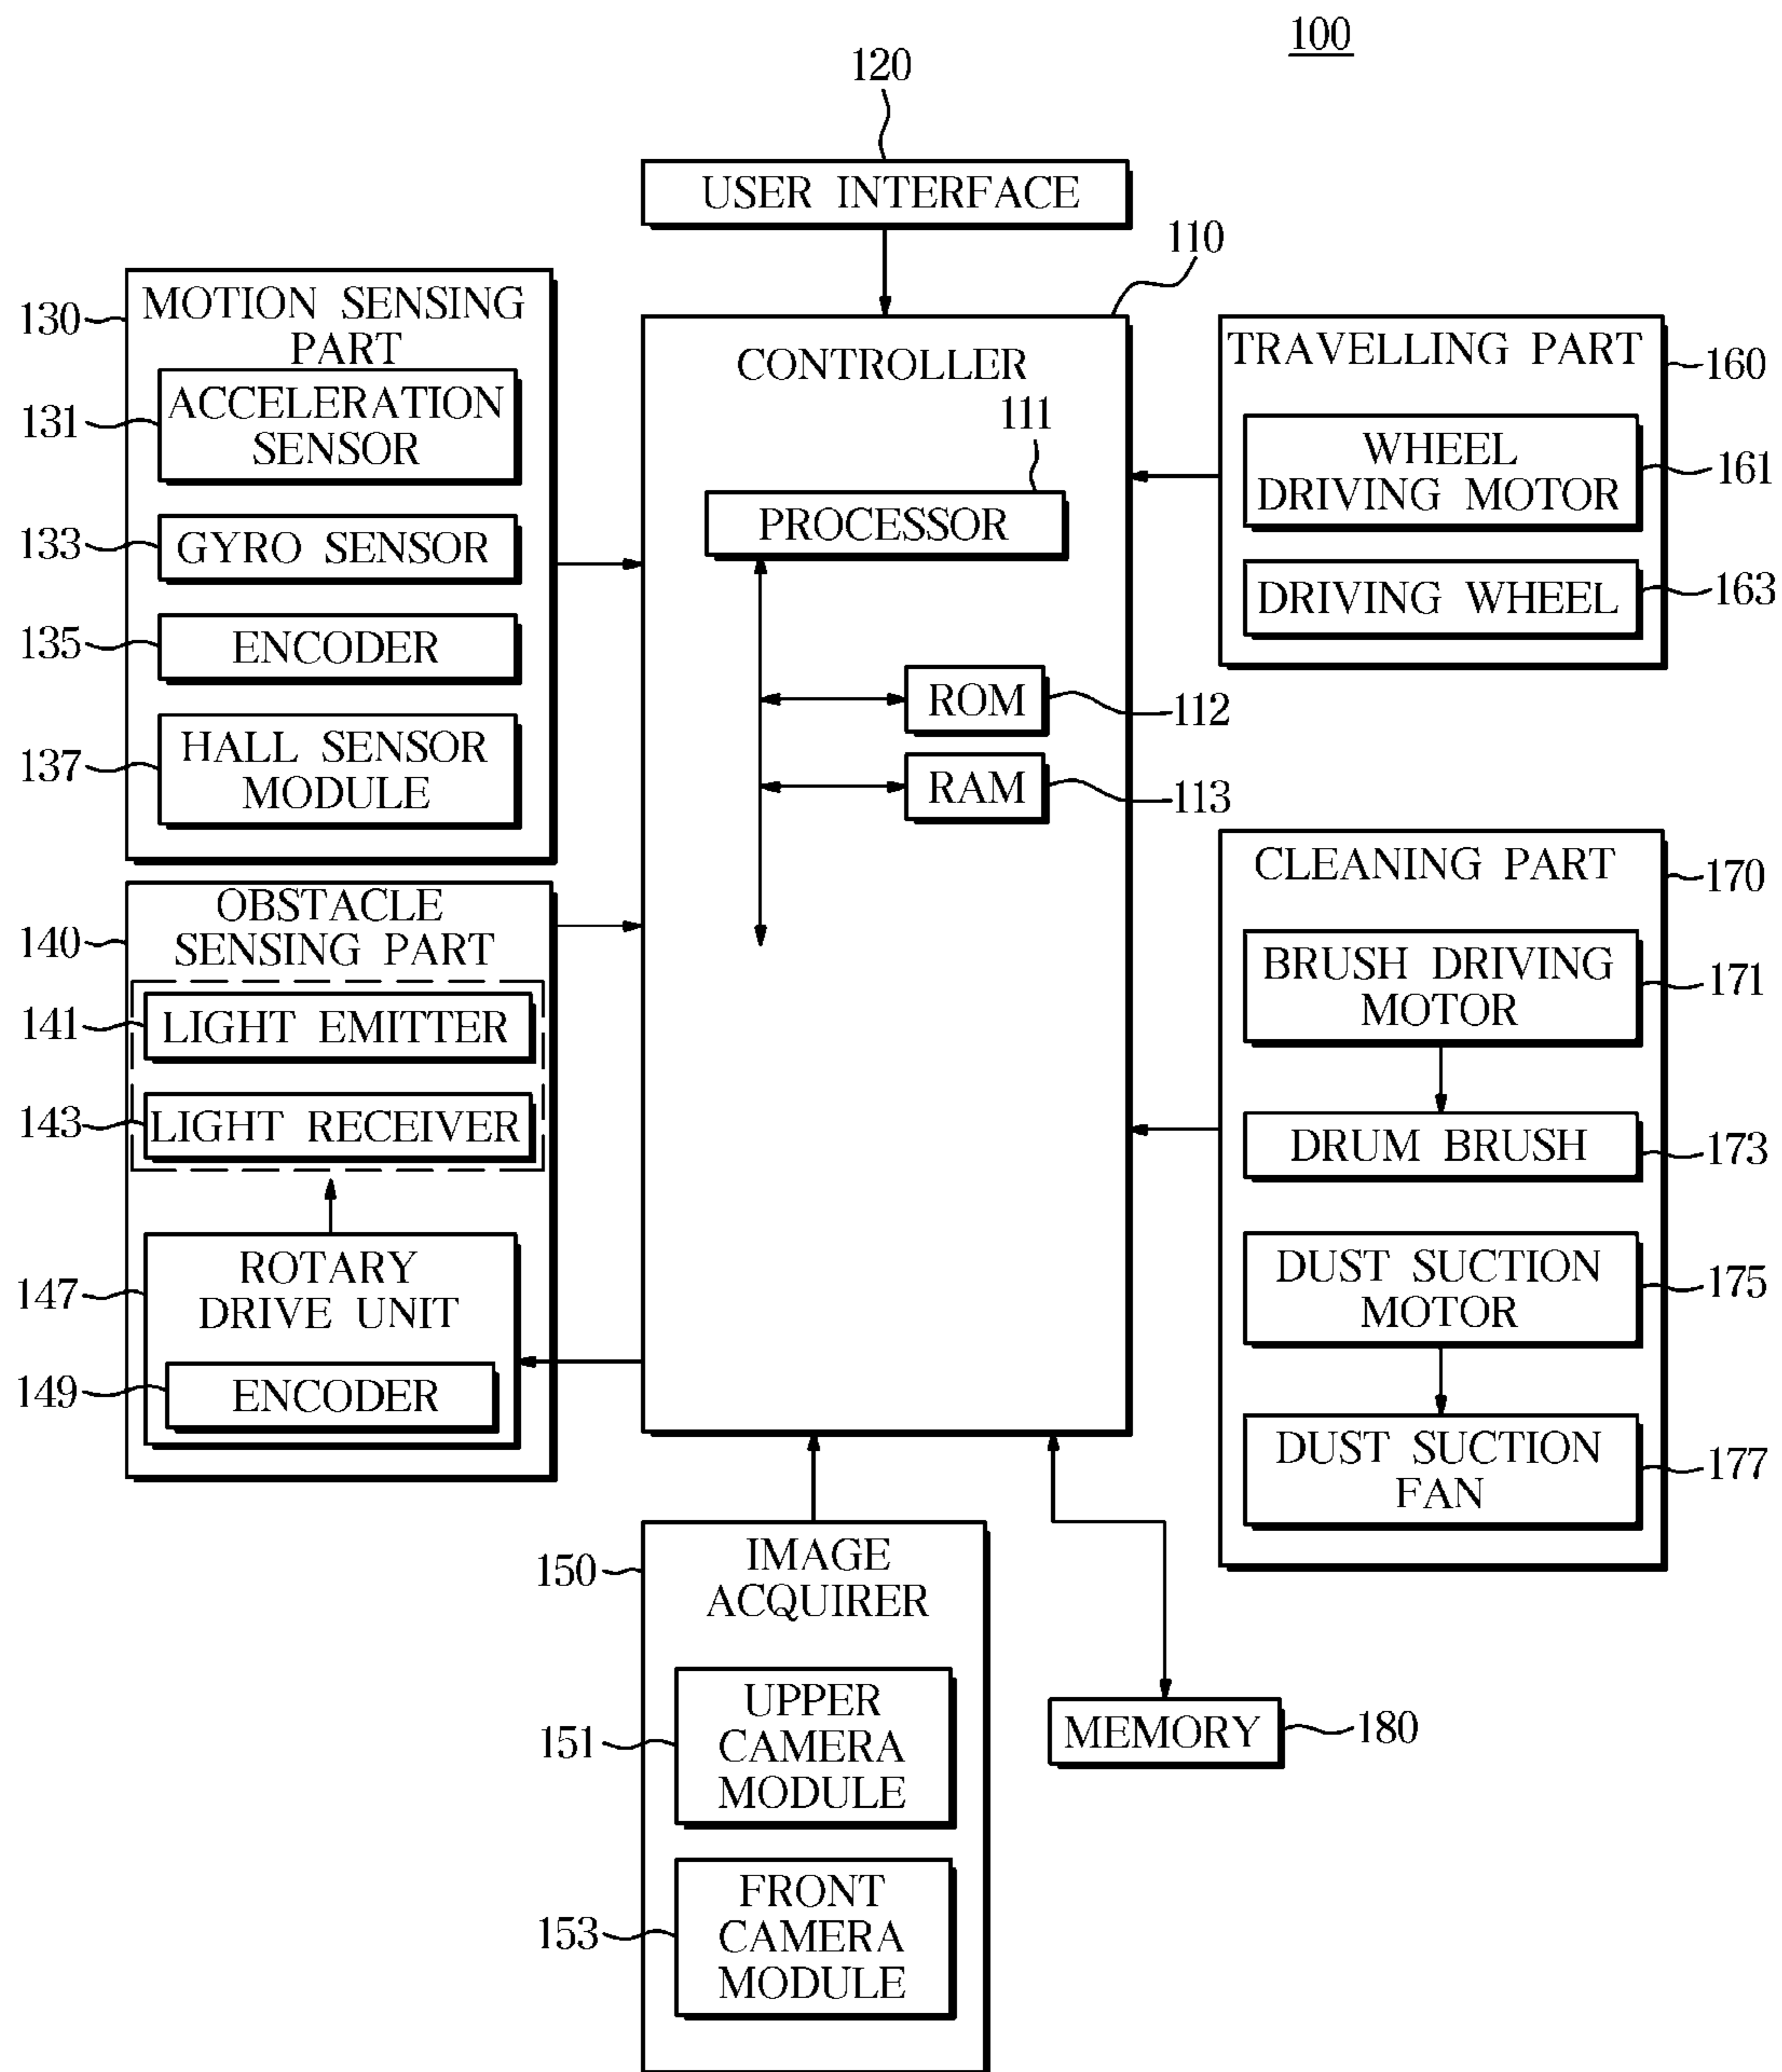 100
120
USER INTERFACE
110
130
MOTION SENSING
PART
131
ACCELERATION
SENSOR
133
GYRO SENSOR
135
ENCODER
137
HALL SENSOR
MODULE
140
OBSTACLE
SENSING PART
141
LIGHT EMITTER
143
LIGHT RECEIVER
147
ROTARY
DRIVE UNIT
149
ENCODER
CONTROLLER
111
PROCESSOR
ROM
112
RAM
113
TRAVELLING PART
160
WHEEL
DRIVING MOTOR
161
DRIVING WHEEL
163
CLEANING PART
170
BRUSH DRIVING
MOTOR
171
DRUM BRUSH
173
DUST SUCTION
MOTOR
175
DUST SUCTION
FAN
177
150
IMAGE
ACQUIRER
151
UPPER
CAMERA
MODULE
153
FRONT
CAMERA
MODULE
MEMORY
180